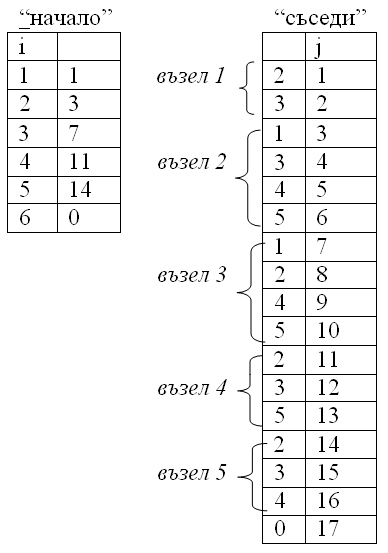 “начало”
i
1 1
2 3
3 7
4 11
5 14
6 0
“съседи”
j
възел 1
2 1
3 2
възел 2
1 3
3 4
4 5
5 6
възел 3
1 7
2 8
4 9
5 10
възел 4
2 11
3 12
5 13
възел 5
2 14
3 15
4 16
0 17